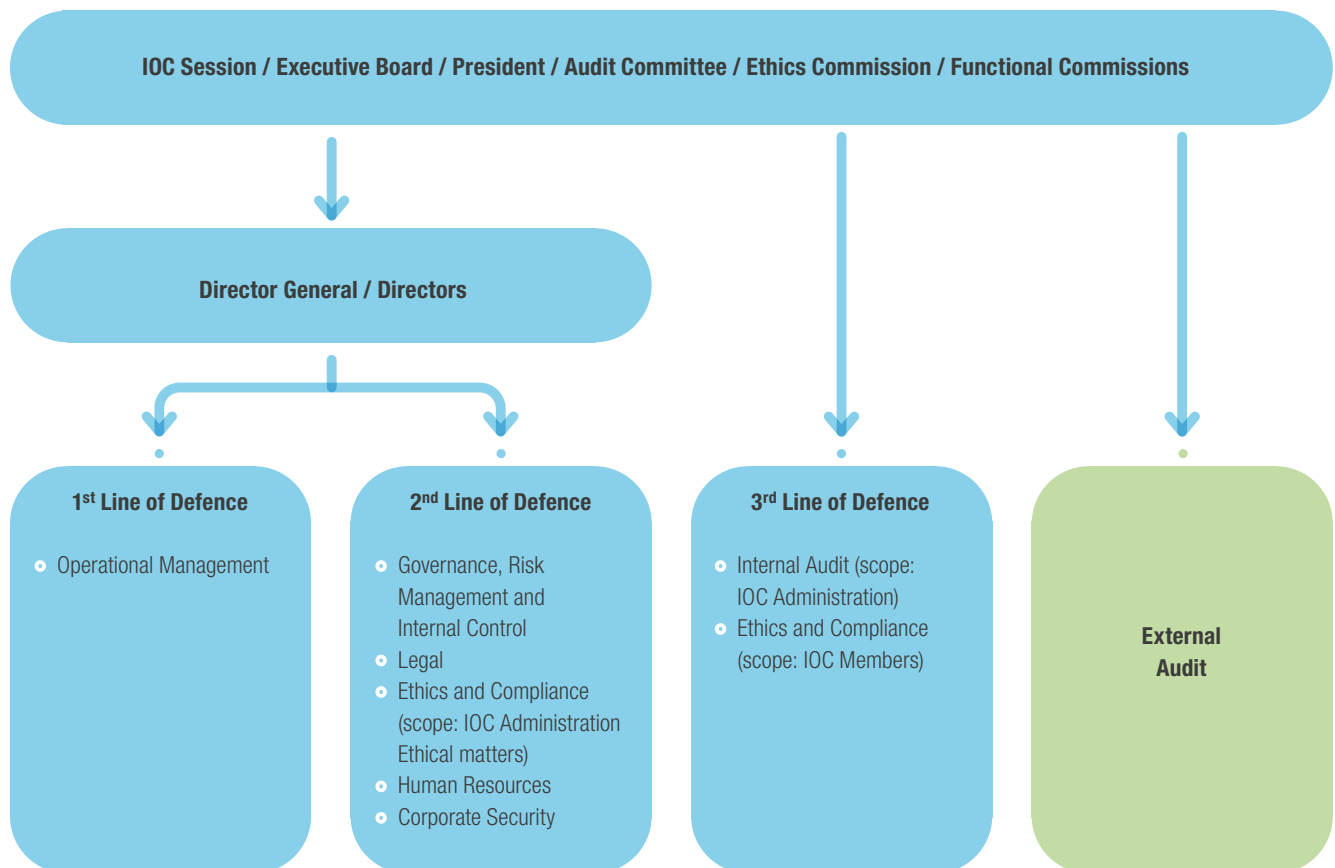 IOC Session / Executive Board / President / Audit Committee / Ethics Commission / Functional Commissions
Director General / Directors
1st Line of Defence
Operational Management
2nd Line of Defence
Governance, Risk
Management and
Internal Control
Legal
Ethics and Compliance
(scope: IOC Administration
Ethical matters)
Human Resources
Corporate Security
3rd Line of Defence
Internal Audit (scope:
IOC Administration)
Ethics and Compliance
(scope: IOC Members)
External
Audit